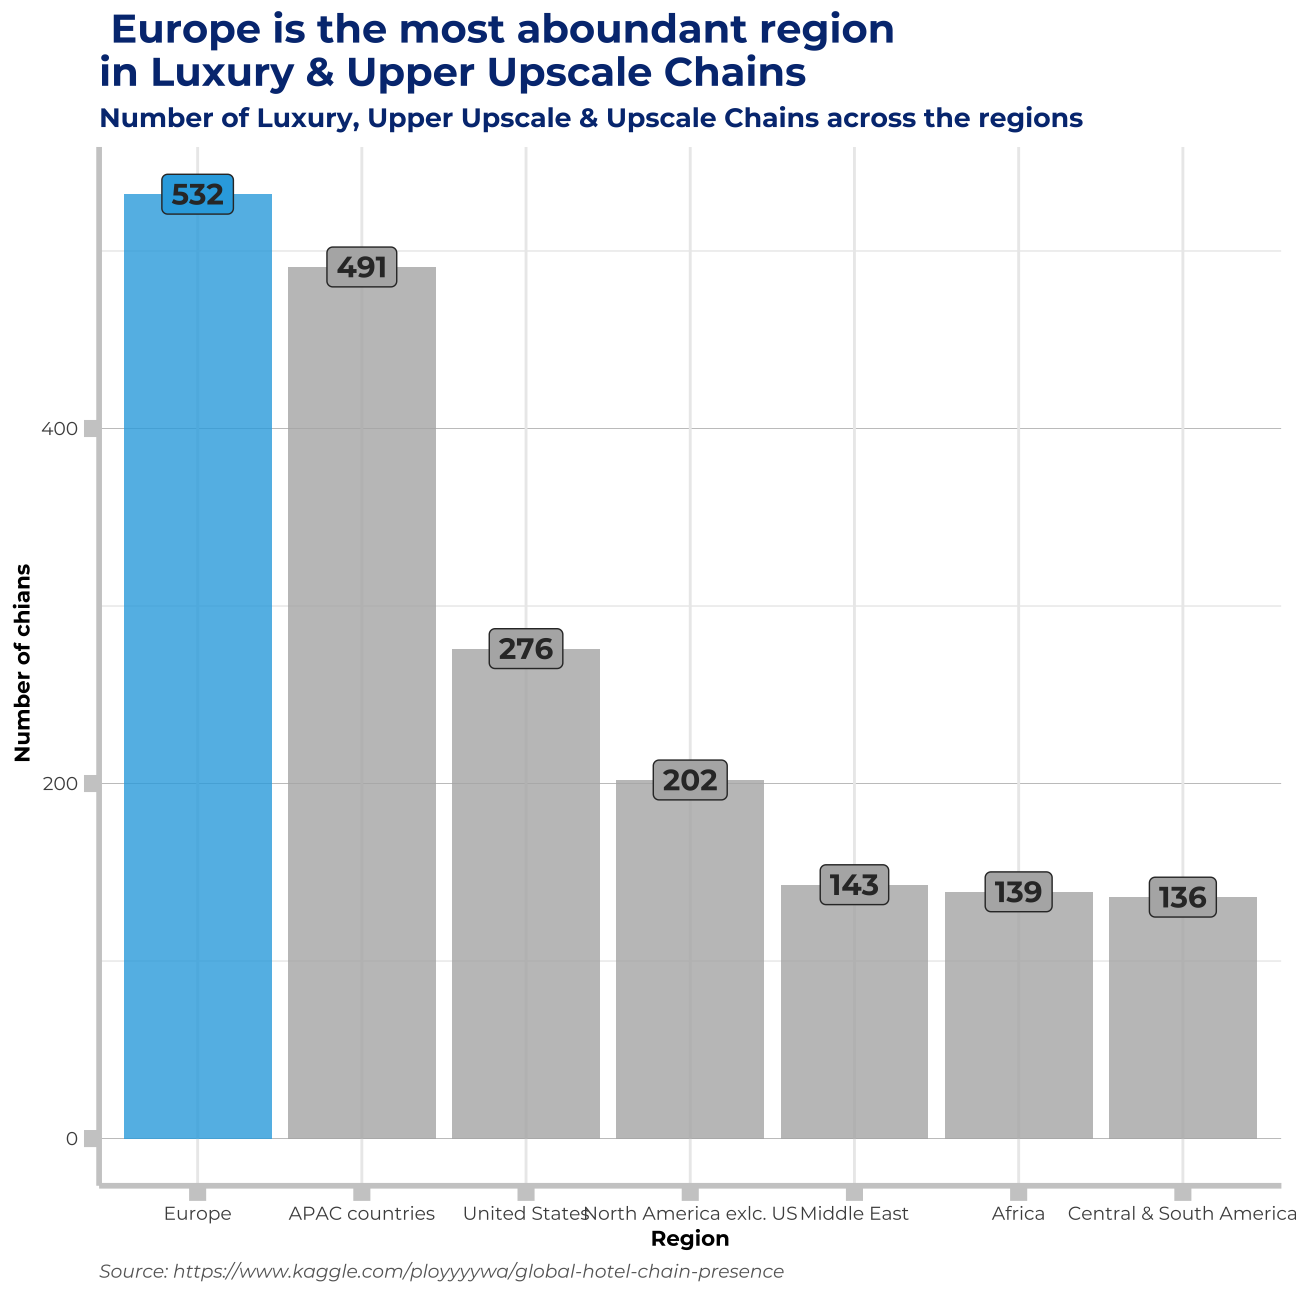 Europe is the most aboundant region
in Luxury & Upper Upscale Chains
Number of Luxury, Upper Upscale & Upscale Chains across the regions
532
491
276
202
143
139
136
400
200
0
Number of chians
Europe
APAC countries
United States
North America exlc. US
Middle East
Africa
Central & South America
Region
Source: https://www.kaggle.com/ployyyywa/global-hotel-chain-presence